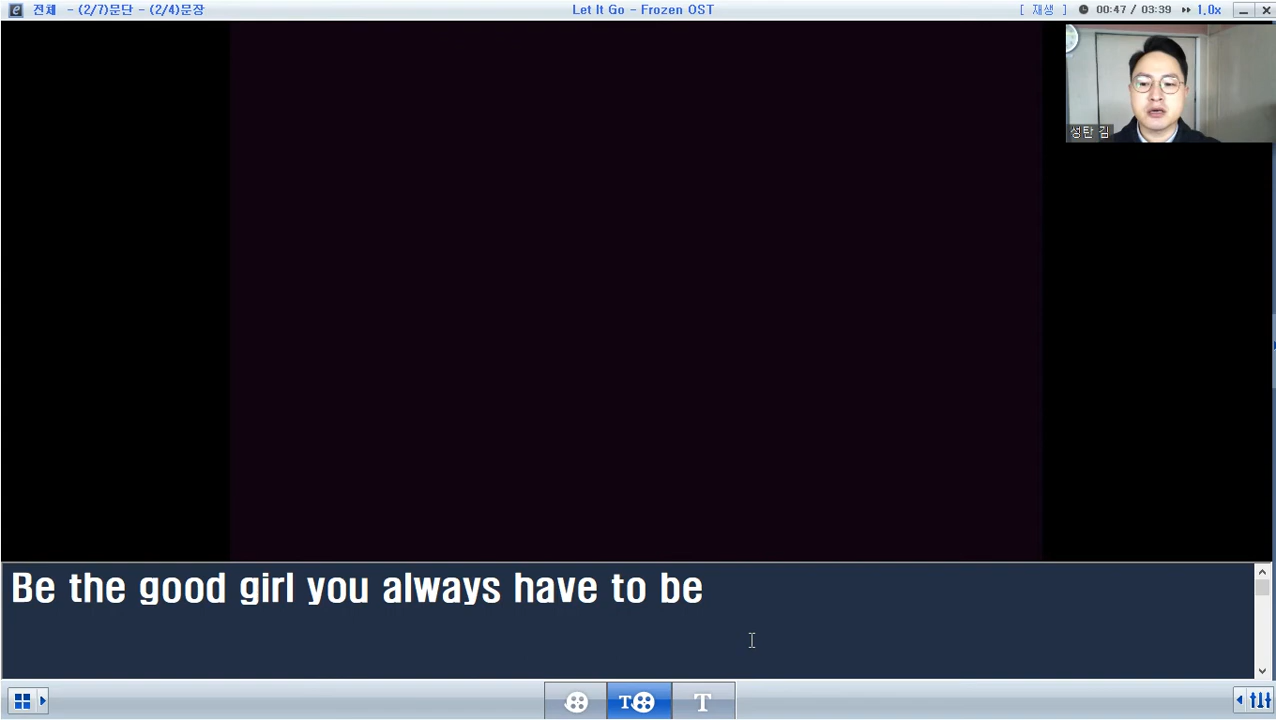 전체 - (2/7)문단 - (2/4)문장
Let It Go - Frozen OST
[ 재생 ] 00:47 / 03:39 1.0x
성탄 김
Be the good girl you always have to be
T
T